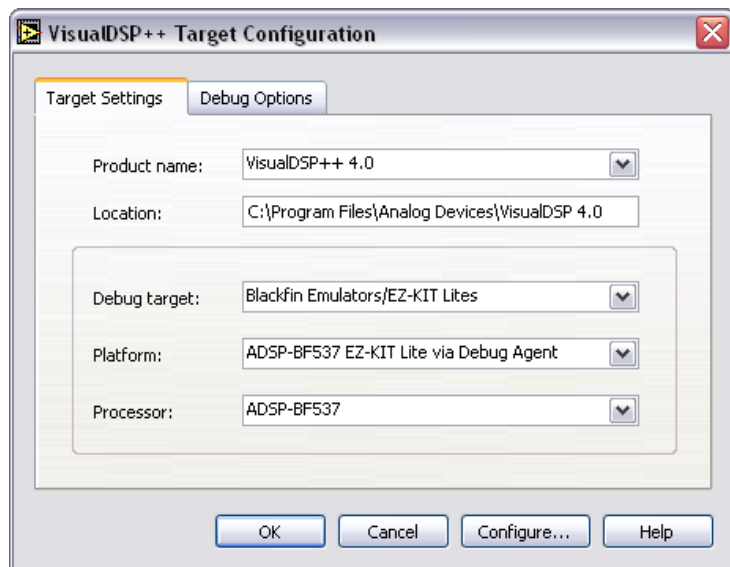 VisualDSP++ Target Configuration
Target Settings Debug Options
Product name: VisualDSP++ 4.0
Location: C:\Program Files\Analog Devices\VisualDSP 4.0
Debug target: Blackfin Emulators/EZ-KIT Lites
Platform: ADSP-BF537 EZ-KIT Lite via Debug Agent
Processor: ADSP-BF537
OK Cancel Configure... Help